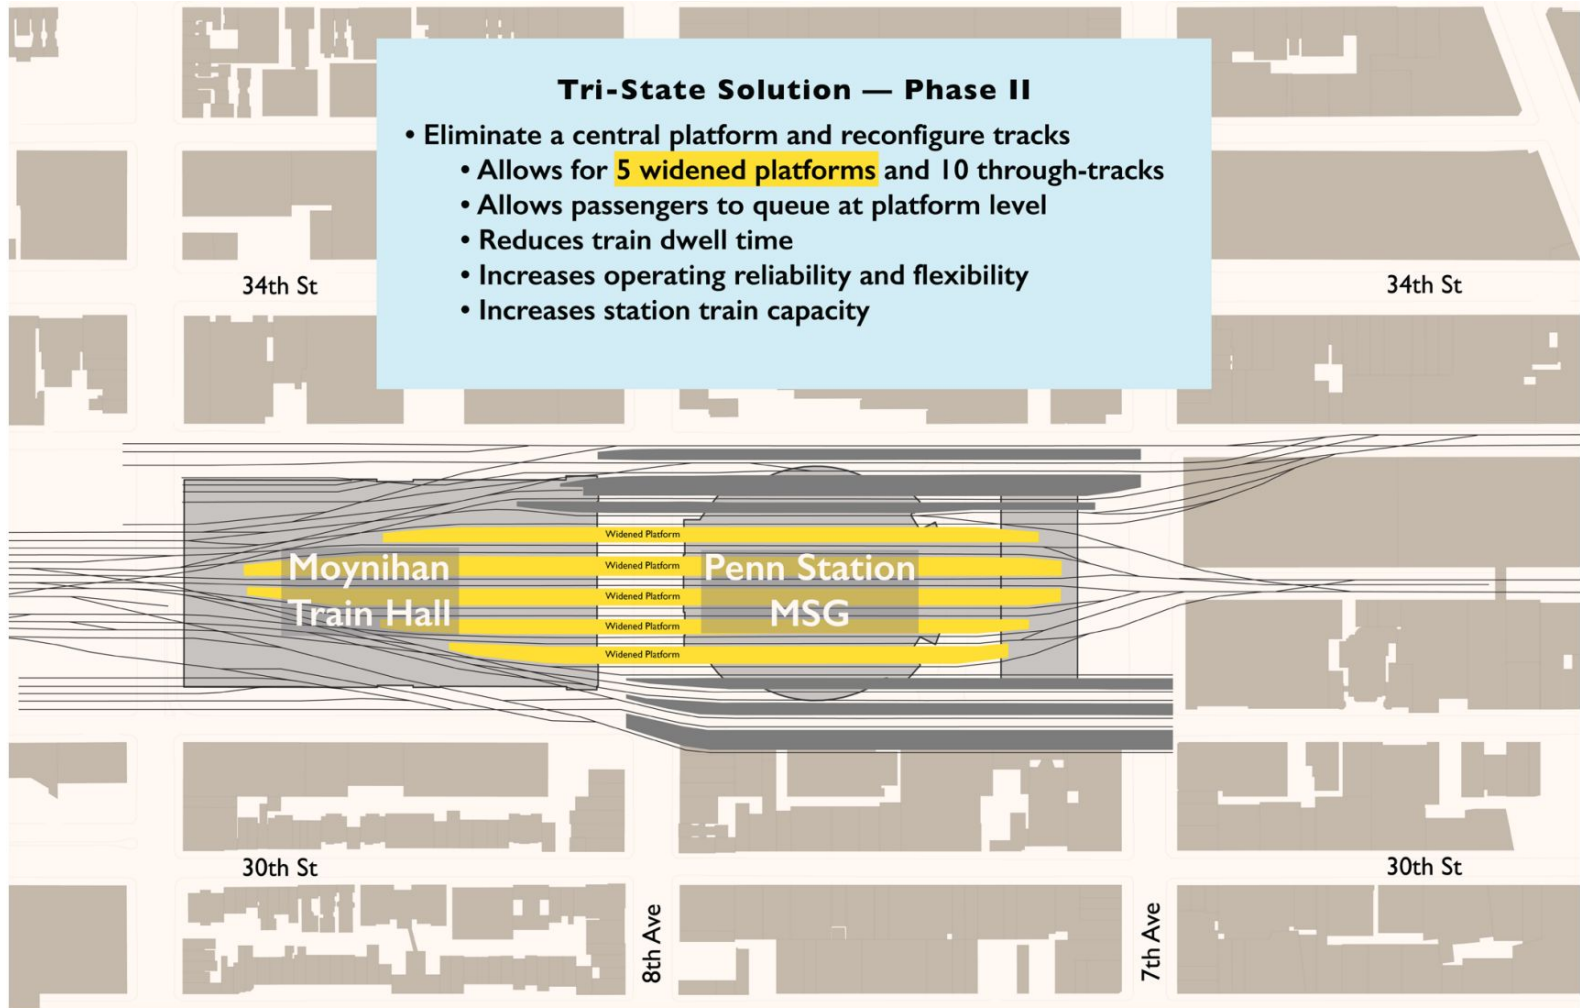 Tri-State Solution — Phase II
• Eliminate a central platform and reconfigure tracks
• Allows for 5 widened platforms and 10 through-tracks
• Allows passengers to queue at platform level
• Reduces train dwell time
• Increases operating reliability and flexibility
• Increases station train capacity
34th St
34th St
Widened Platform
Widened Platform
Widened Platform
Widened Platform
Widened Platform
Moynihan
Train Hall
Penn Station
MSG
30th St
30th St
8th Ave
7th Ave